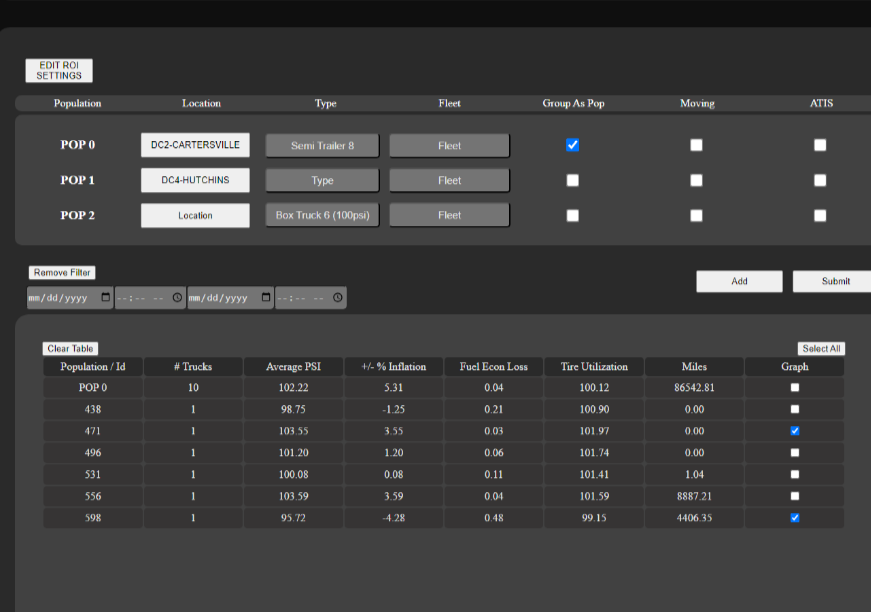 EDIT ROI
SETTINGS
Population Location Type Fleet Group As Pop Moving ATIS
POP 0 DC2-CARTERSVILLE Semi Trailer 8 Fleet
POP 1 DC4-HUTCHINS Type Fleet
POP 2 Location Box Truck 6 (100psi) Fleet
Remove Filter
Add Submit
mm/dd/yyyy --:-- -- mm/dd/yyyy --:-- --
Clear Table Select All
Population / Id # Trucks Average PSI +/- % Inflation Fuel Econ Loss Tire Utilization Miles Graph
POP 0 10 102.22 5.31 0.04 100.12 86542.81
438 1 98.75 -1.25 0.21 100.90 0.00
471 1 103.55 3.55 0.03 101.97 0.00
496 1 101.20 1.20 0.06 101.74 0.00
531 1 100.08 0.08 0.11 101.41 1.04
556 1 103.59 3.59 0.04 101.59 8887.21
598 1 95.72 -4.28 0.48 99.15 4406.35